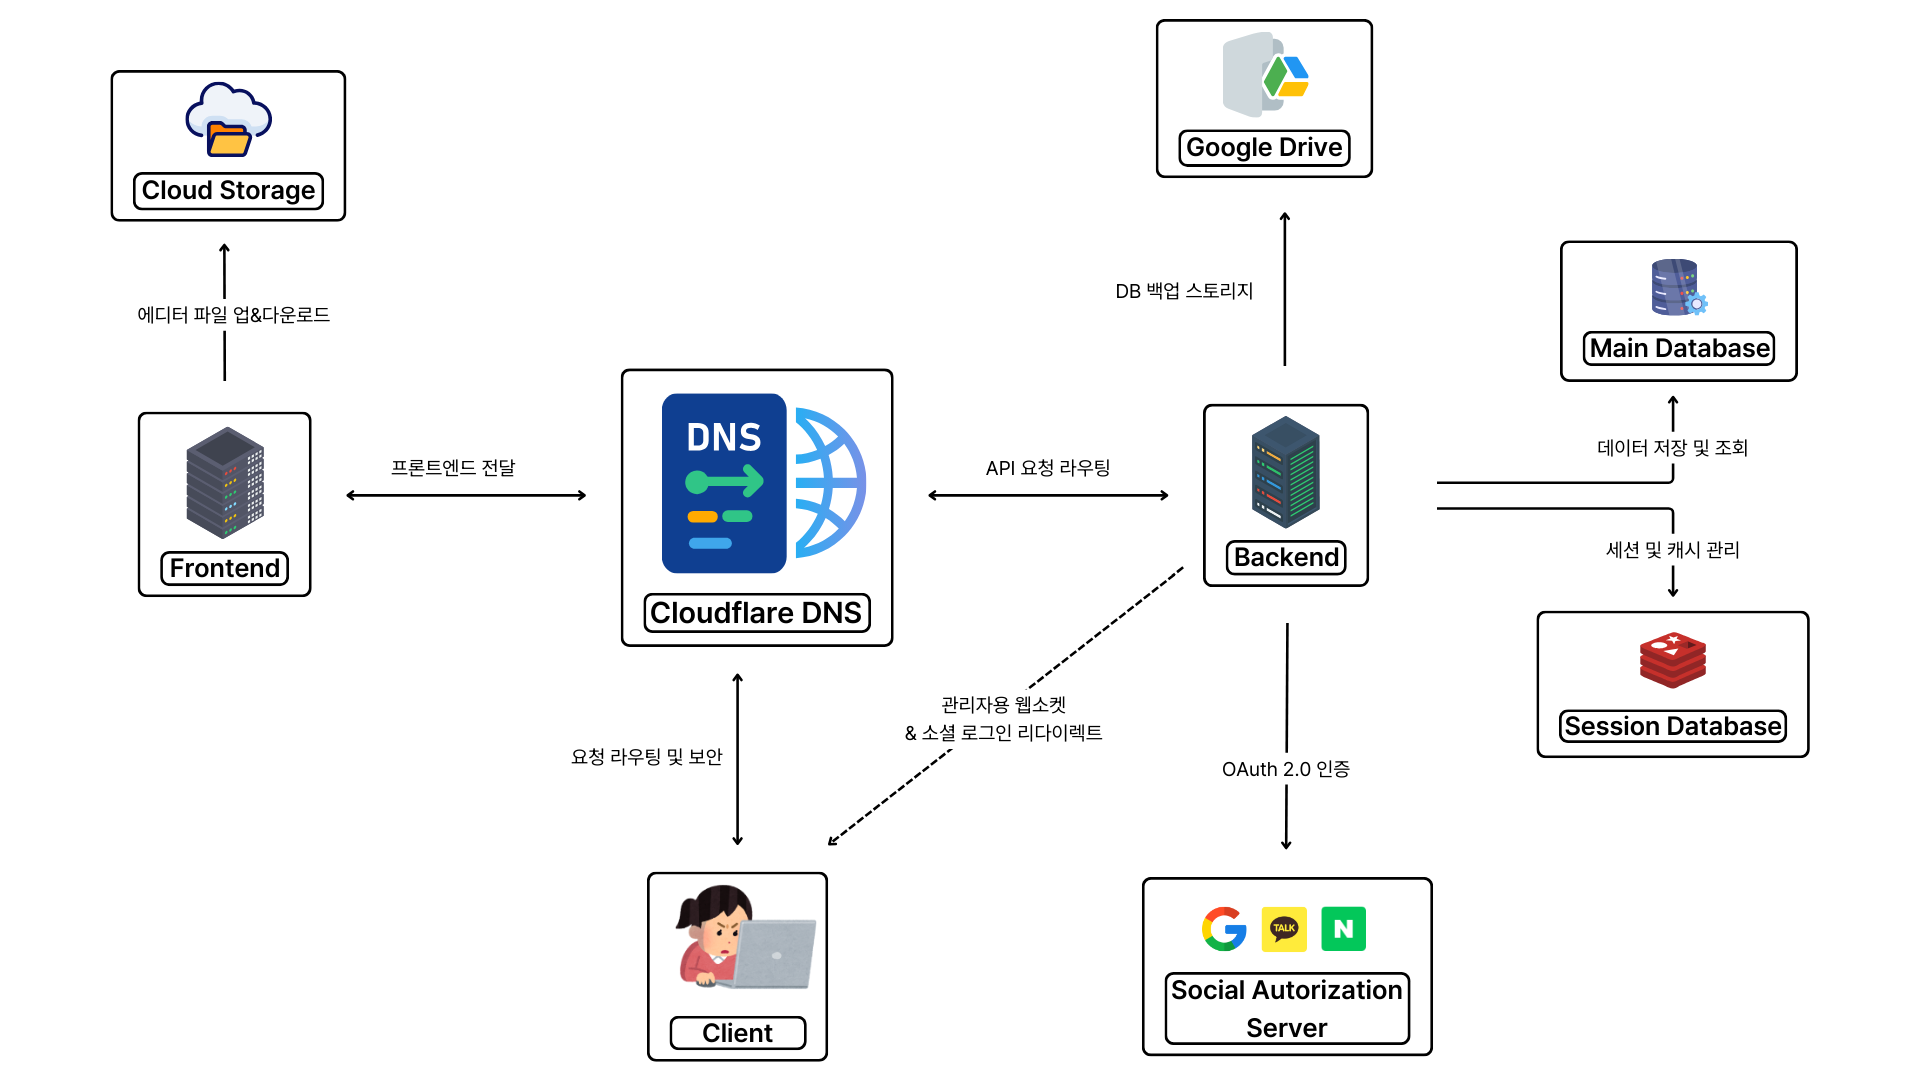 Google Drive
Cloud Storage
DB 백업 스토리지
에디터 파일 업&다운로드
Main Database
DNS
데이터 저장 및 조회
프론트엔드 전달
API 요청 라우팅
Frontend
Cloudflare DNS
Backend
세션 및 캐시 관리
관리자용 웹소켓
& 소셜 로그인 리다이렉트
Session Database
요청 라우팅 및 보안
OAuth 2.0 인증
TALK
N
Client
Social Autorization
Server